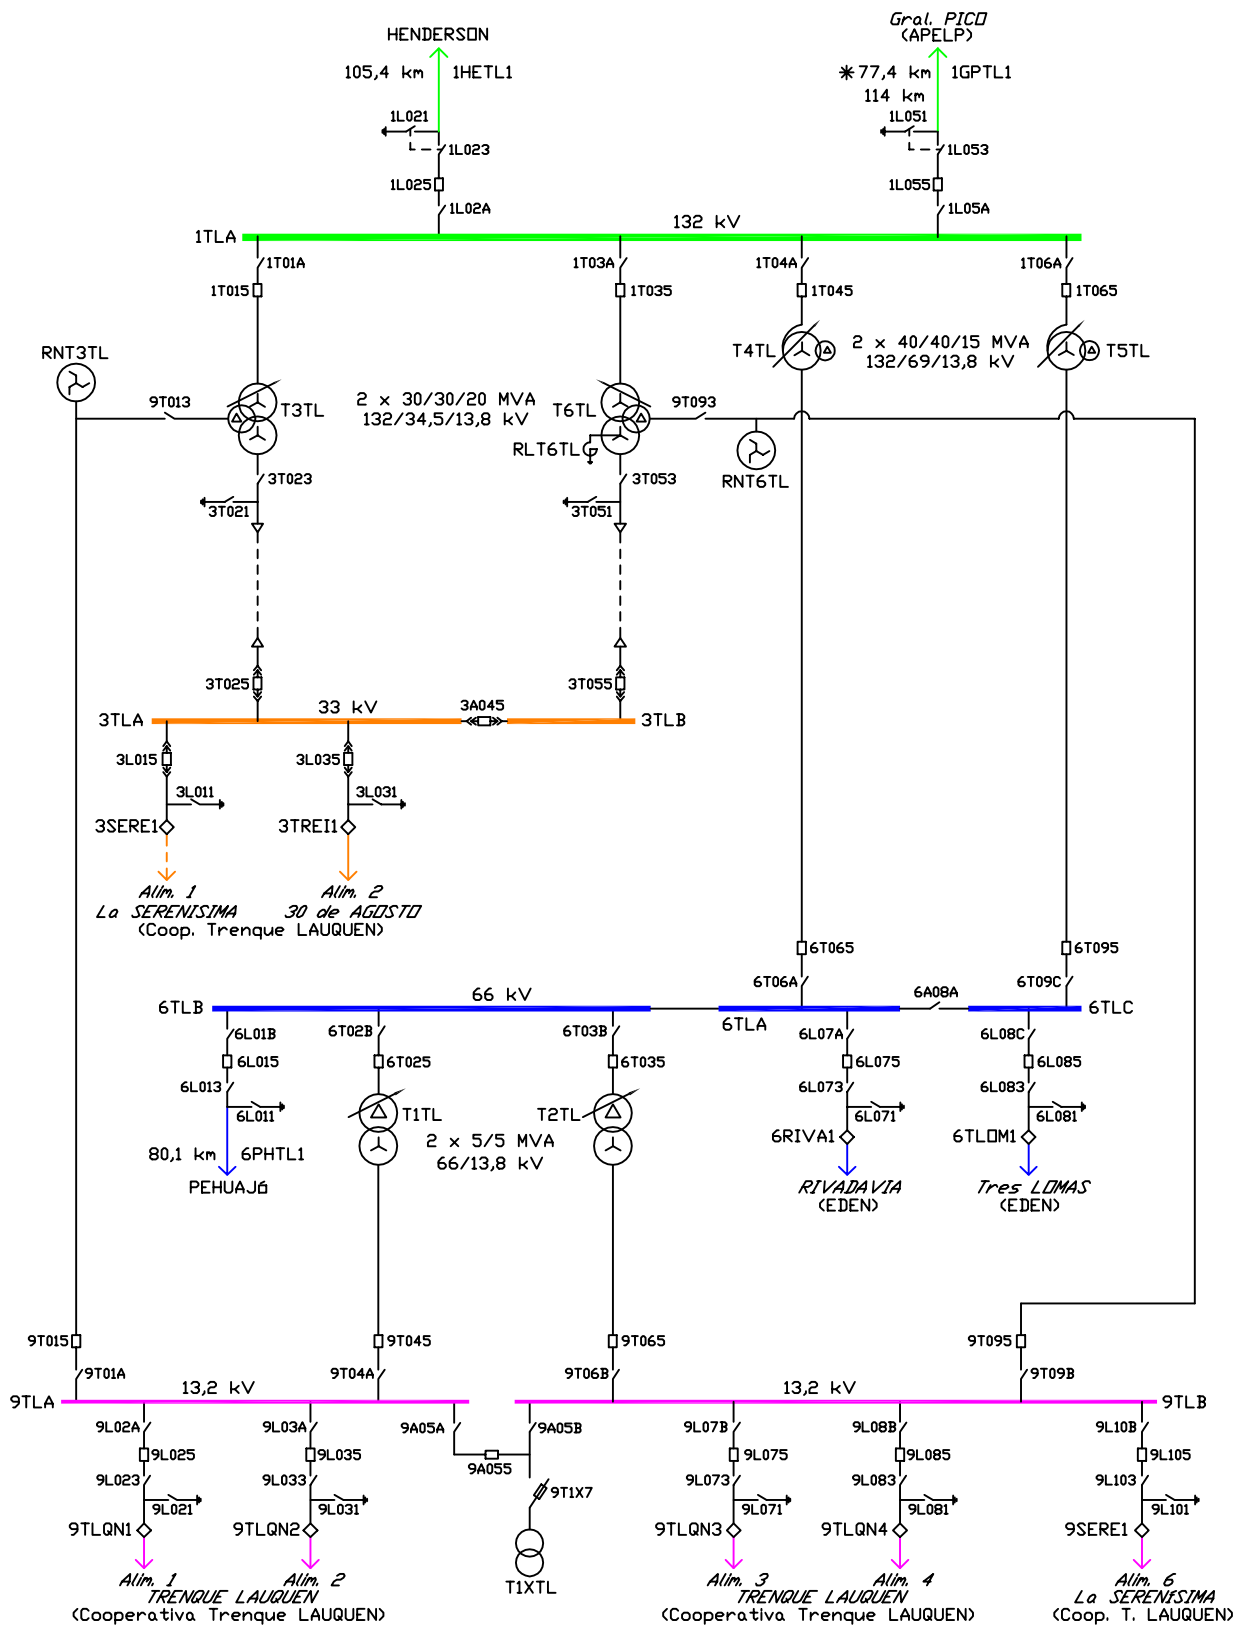 Gral. PICO
(APELP)
HENDERSON
105,4 km 1HETL1
✳77,4 km 1GPTL1
114 km
1L021
1L051
1L023
1L053
1L025
1L055
1L02A
1L05A
132 kV
1TLA
1T01A
1T03A
1T04A
1T06A
1T015
1T035
1T045
1T065
RNT3TL
T4TL
2 x 40/40/15 MVA
132/69/13,8 kV
T5TL
9T013
T3TL
2 x 30/30/20 MVA
132/34,5/13,8 kV
T6TL
9T093
RLT6TL
RNT6TL
3T023
3T053
3T021
3T051
3T025
3T055
3TLA
33 kV
3A045
3TLB
3L015
3L035
3L011
3L031
3SERE1
3TREI1
Alim. 1
La SERENISIMA
Alim. 2
30 de AGOSTO
(Coop. Trenque LAUQUEN)
6T065
6T095
6T06A
6T09C
6TLB
66 kV
6A08A
6TLA
6TLC
6L01B
6T02B
6T03B
6L07A
6L08C
6L015
6T025
6T035
6L075
6L085
6L013
6L073
6L083
6L011
T1TL
T2TL
6L071
6L081
2 x 5/5 MVA
66/13,8 kV
6RIVA1
6TLOM1
80,1 km 6PHTL1
PEHUAJó
RIVADAVIA
(EDEN)
Tres LOMAS
(EDEN)
9T015
9T045
9T065
9T095
9T01A
9T04A
9T06B
9T09B
9TLA
13,2 kV
13,2 kV
9TLB
9L02A
9L03A
9A05A
9A05B
9L07B
9L08B
9L10B
9L025
9L035
9A055
9L075
9L085
9L105
9L023
9L033
9L073
9L083
9L103
9L021
9L031
9T1X7
9L071
9L081
9L101
9TLQN1
9TLQN2
9TLQN3
9TLQN4
9SERE1
T1XTL
Alim. 1
Alim. 2
TRENQUE LAUQUEN
(Cooperativa Trenque LAUQUEN)
Alim. 3
Alim. 4
TRENQUE LAUQUEN
(Cooperativa Trenque LAUQUEN)
Alim. 6
La SERENíSIMA
(Coop. T. LAUQUEN)